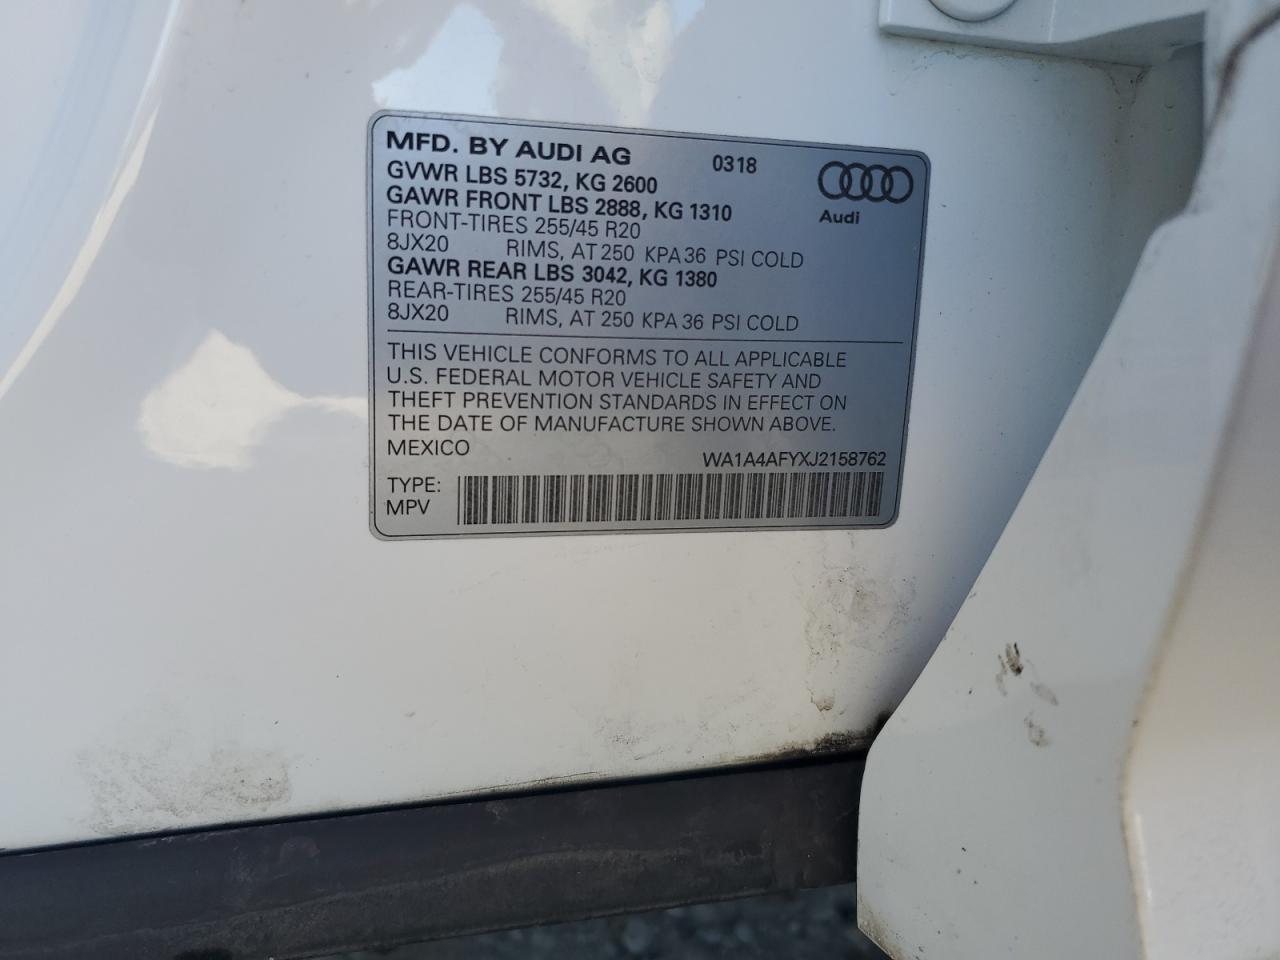 MFD. BY AUDI AG 0318
GVWR LBS 5732, KG 2600
GAWR FRONT LBS 2888, KG 1310
Audi
FRONT-TIRES 255/45 R20
8JX20 RIMS, AT 250 KPA 36 PSI COLD
GAWR REAR LBS 3042, KG 1380
REAR-TIRES 255/45 R20
8JX20 RIMS, AT 250 KPA 36 PSI COLD
THIS VEHICLE CONFORMS TO ALL APPLICABLE
U.S. FEDERAL MOTOR VEHICLE SAFETY AND
THEFT PREVENTION STANDARDS IN EFFECT ON
THE DATE OF MANUFACTURE SHOWN ABOVE.
MEXICO WA1A4AFYXJ2158762
TYPE:
MPV